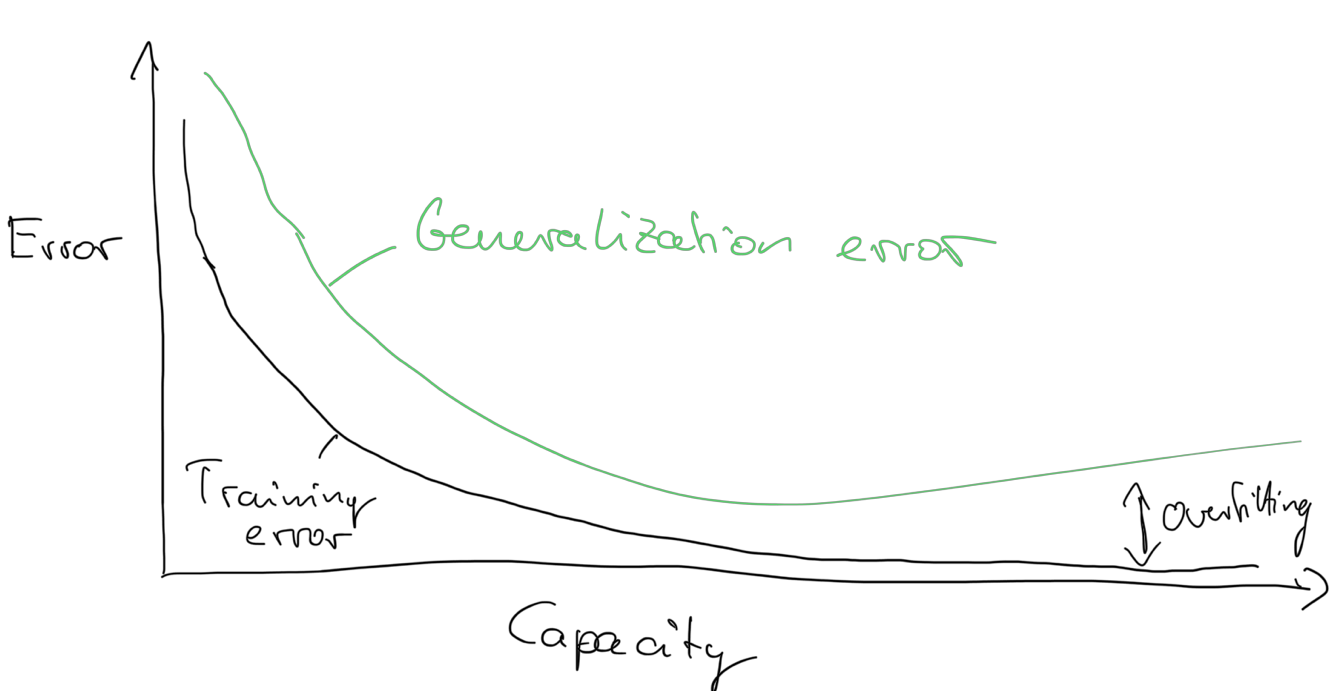 Error
Generalization error
Training
error
overfitting
Capacity